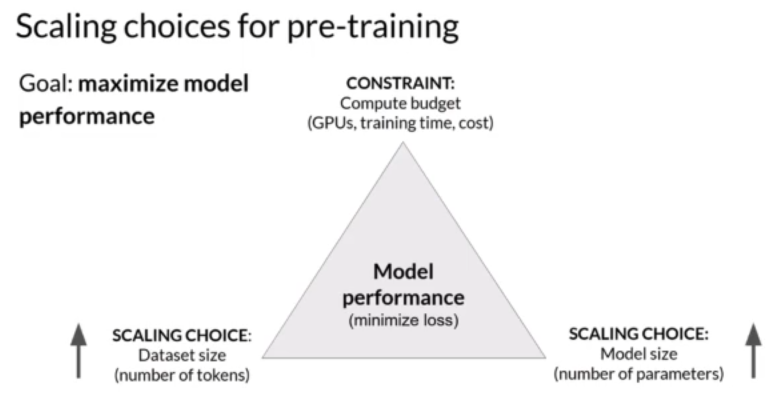 Scaling choices for pre-training
Goal: maximize model
performance
CONSTRAINT:
Compute budget
(GPUs, training time, cost)
Model
performance
(minimize loss)
SCALING CHOICE:
Dataset size
(number of tokens)
SCALING CHOICE:
Model size
(number of parameters)